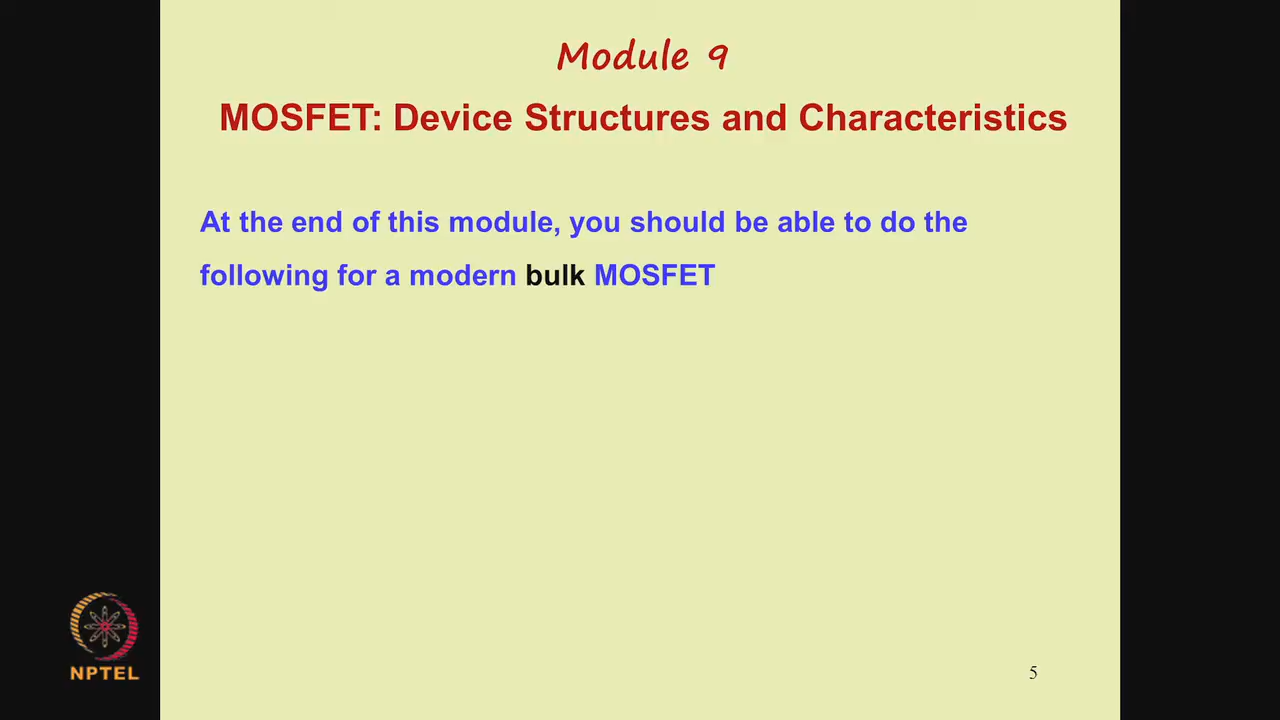 Module 9
MOSFET: Device Structures and Characteristics
At the end of this module, you should be able to do the
following for a modern bulk MOSFET
NPTEL
5